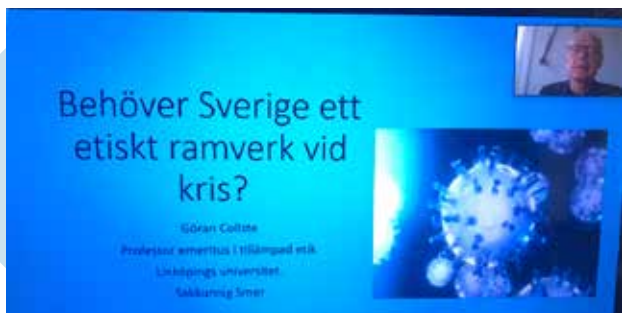 Behöver Sverige ett
etiskt ramverk vid
kris?
Göran Collste
Professor emeritus i tillämpad etik
Linköpings universitet
Sakkunnig Smer